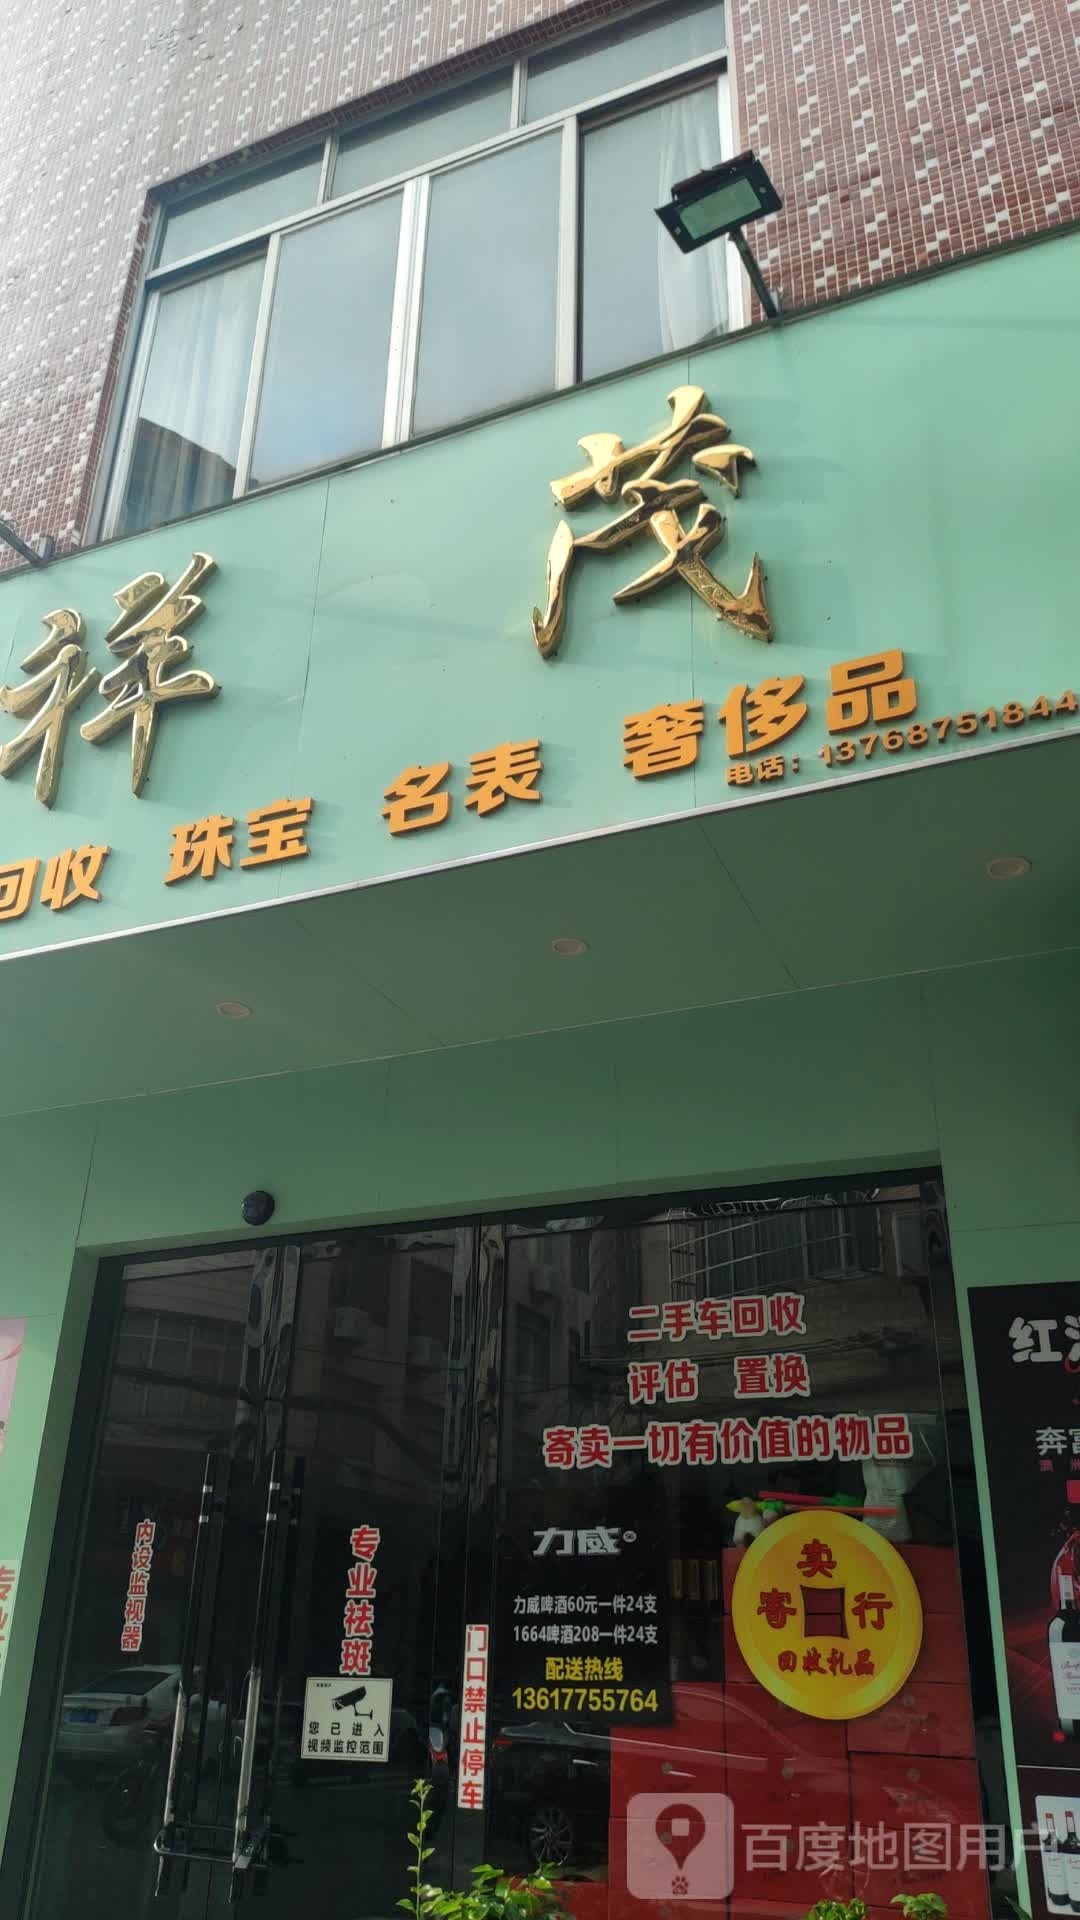 祥 茂
回收 珠宝 名表 奢侈品
电话：1376875184
二手车回收
评估 置换
寄卖一切有价值的物品
力威
力威啤酒60元一件24支
1664啤酒208一件24支
配送热线
13617755764
卖
寄 行
回收礼品
内设监视器
专业祛斑
您已进入
视频监控范围
门口禁止停车
专业
红酒
奔富
百度地图用户